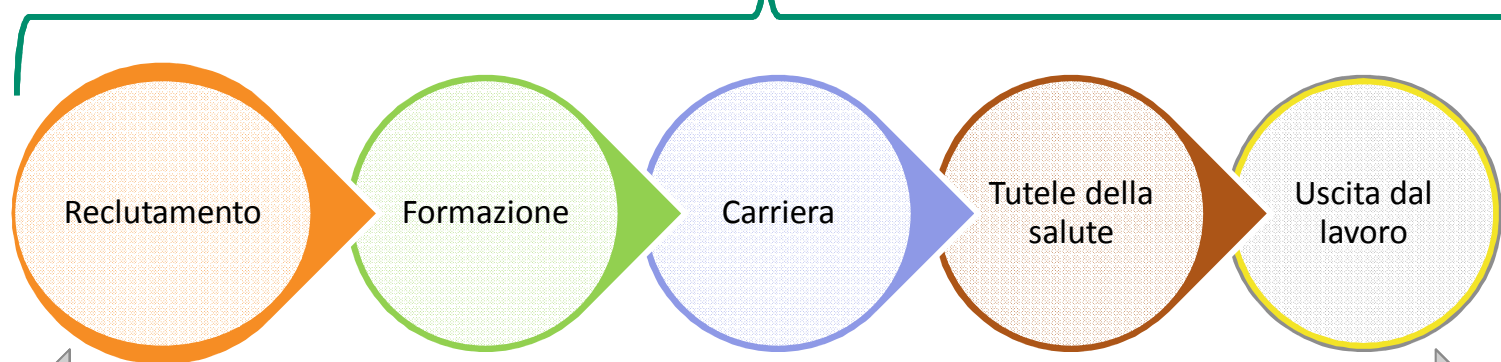 Reclutamento
Formazione
Carriera
Tutele della
salute
Uscita dal
lavoro